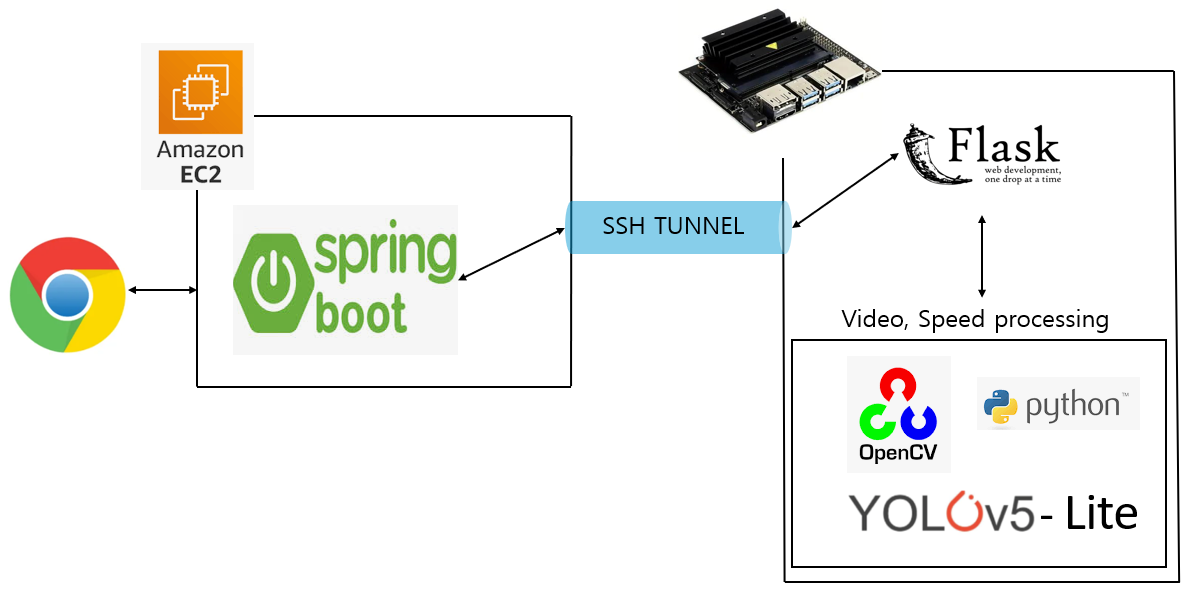 Amazon
EC2
spring
boot
SSH TUNNEL
Flask
web development,
one drop at a time
Video, Speed processing
OpenCV
python™
YOLOv5 - Lite